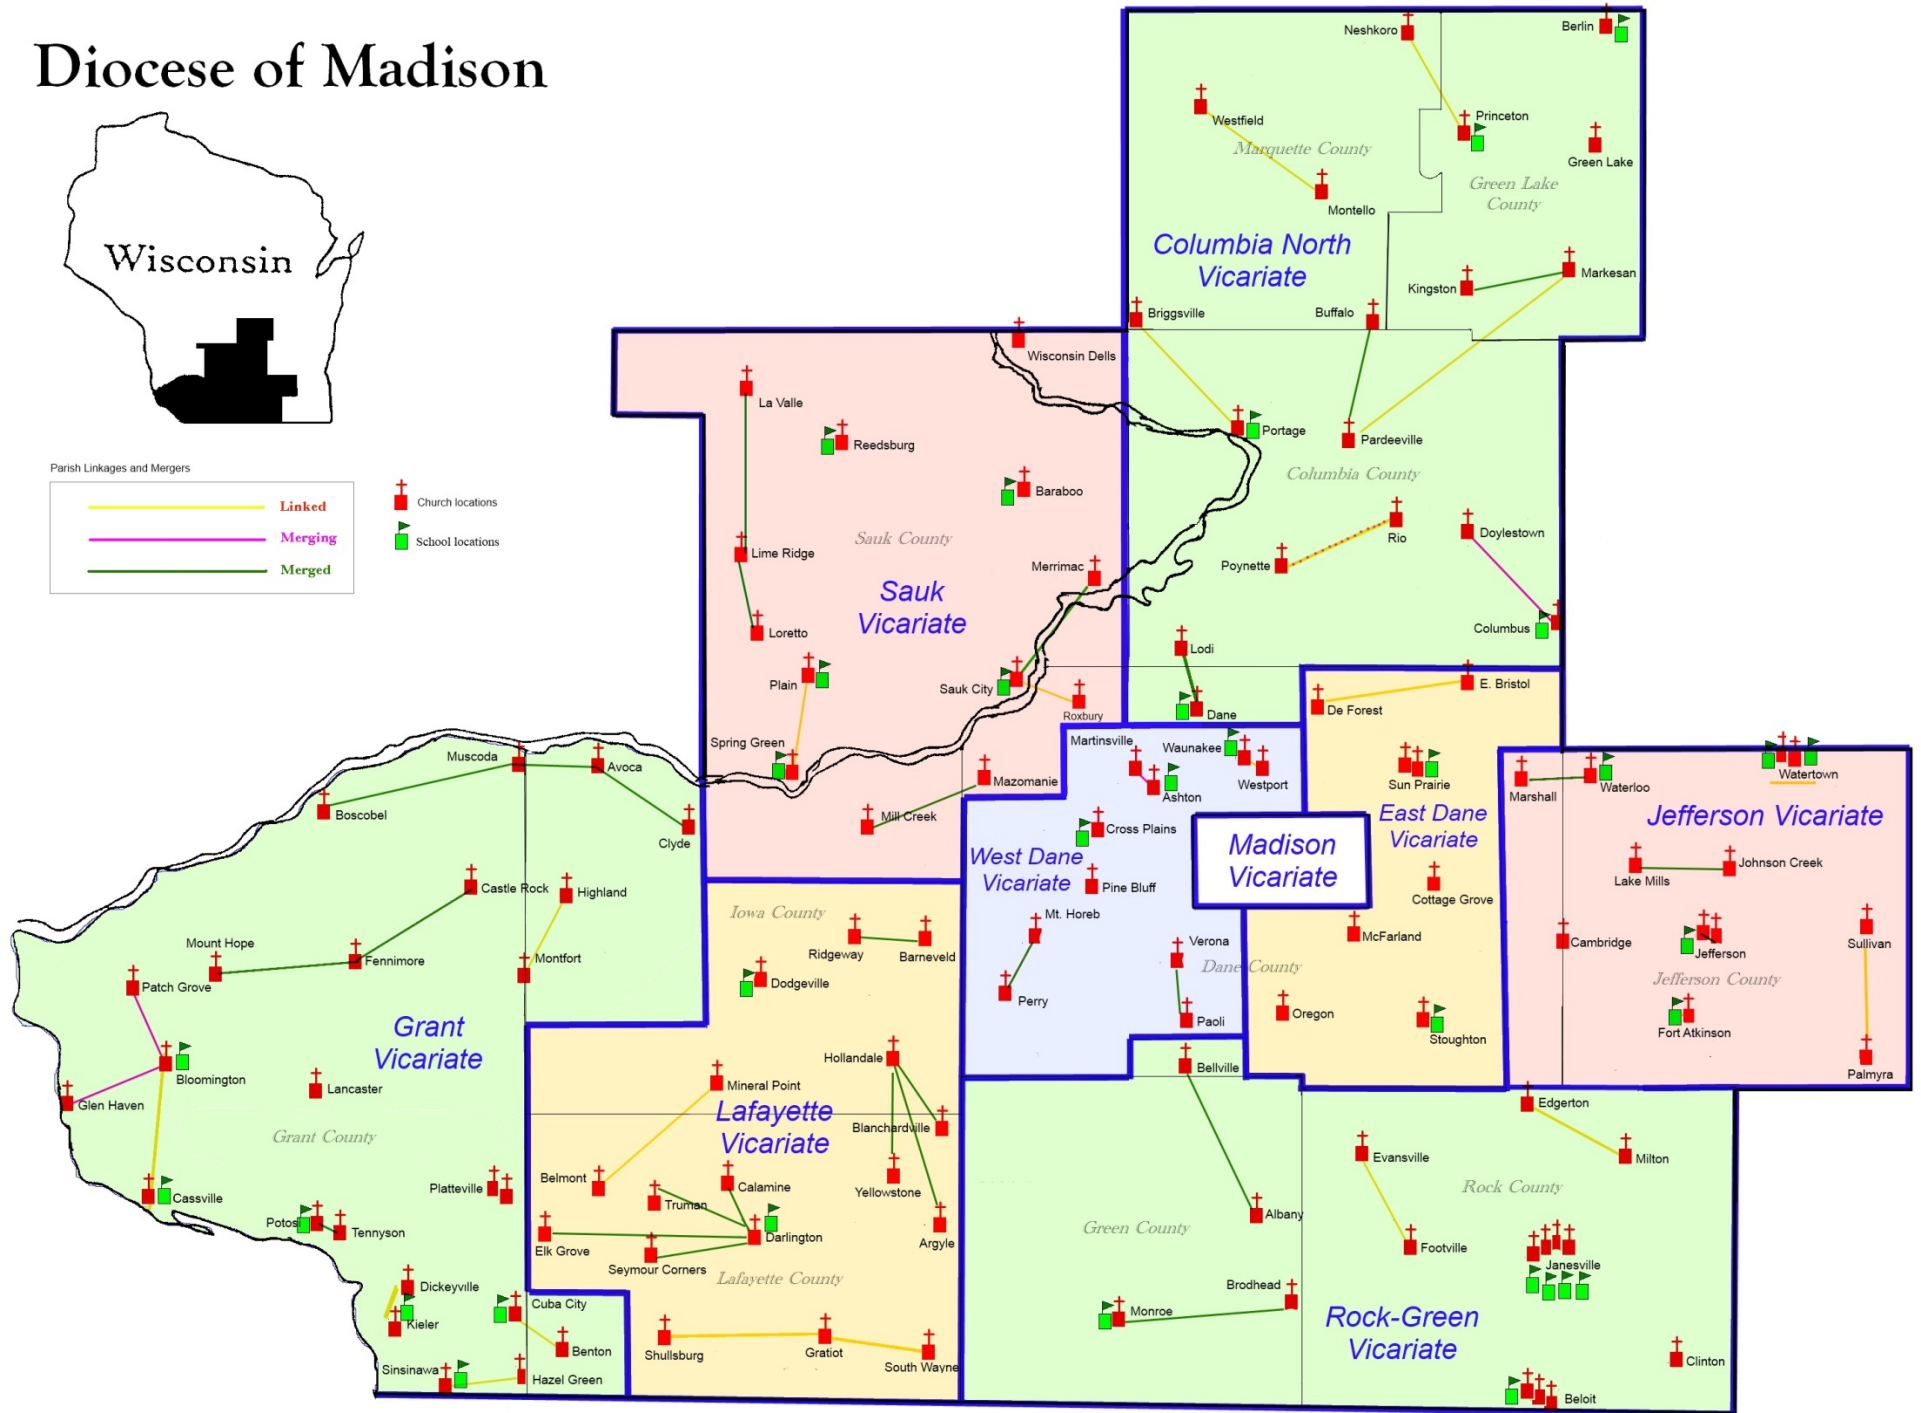 Diocese of Madison
Wisconsin
Parish Linkages and Mergers
Linked
Merging
Merged
Church locations
School locations
Neshkoro
Berlin
Westfield
Princeton
Marquette County
Green Lake
Green Lake
County
Montello
Columbia North
Vicariate
Markesan
Kingston
Briggsville
Buffalo
Wisconsin Dells
La Valle
Reedsburg
Portage
Pardeeville
Columbia County
Baraboo
Sauk County
Rio
Doylestown
Lime Ridge
Merrimac
Poynette
Sauk
Vicariate
Loretto
Columbus
Lodi
Plain
Sauk City
Roxbury
Dane
E. Bristol
De Forest
Spring Green
Martinsville
Waunakee
Westport
Muscoda
Avoca
Mazomanie
Ashton
Sun Prairie
Marshall
Waterloo
Watertown
Boscobel
Clyde
Mill Creek
Cross Plains
East Dane
Vicariate
Jefferson Vicariate
Madison
Vicariate
West Dane
Vicariate
Pine Bluff
Castle Rock
Highland
Lake Mills
Johnson Creek
Cottage Grove
Iowa County
Mt. Horeb
Mount Hope
Fennimore
Montfort
Ridgeway
Barneveld
Verona
McFarland
Cambridge
Sullivan
Jefferson
Dane County
Patch Grove
Dodgeville
Jefferson County
Perry
Paoli
Oregon
Stoughton
Fort Atkinson
Grant
Vicariate
Hollandale
Bellville
Palmyra
Bloomington
Lancaster
Mineral Point
Glen Haven
Edgerton
Lafayette
Vicariate
Blanchardville
Grant County
Evansville
Milton
Belmont
Calamine
Yellowstone
Platteville
Rock County
Cassville
Truman
Albany
Green County
Potosi
Tennyson
Elk Grove
Darlington
Argyle
Footville
Seymour Corners
Janesville
Lafayette County
Dickeyville
Brodhead
Cuba City
Kieler
Monroe
Rock-Green
Vicariate
Benton
Shullsburg
Gratiot
South Wayne
Clinton
Sinsinawa
Hazel Green
Beloit